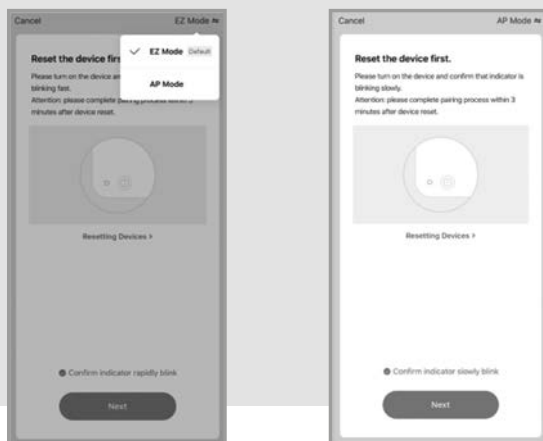 Cancel
EZ Mode ⇋
EZ Mode Default
AP Mode
Reset the device firs
Please turn on the device an
blinking fast.
Attention: please complete pairing process within 3
minutes after device reset.
Resetting Devices >
Confirm indicator rapidly blink
Next
Cancel
AP Mode ⇋
Reset the device first.
Please turn on the device and confirm that indicator is
blinking slowly.
Attention: please complete pairing process within 3
minutes after device reset.
Resetting Devices >
Confirm indicator slowly blink
Next